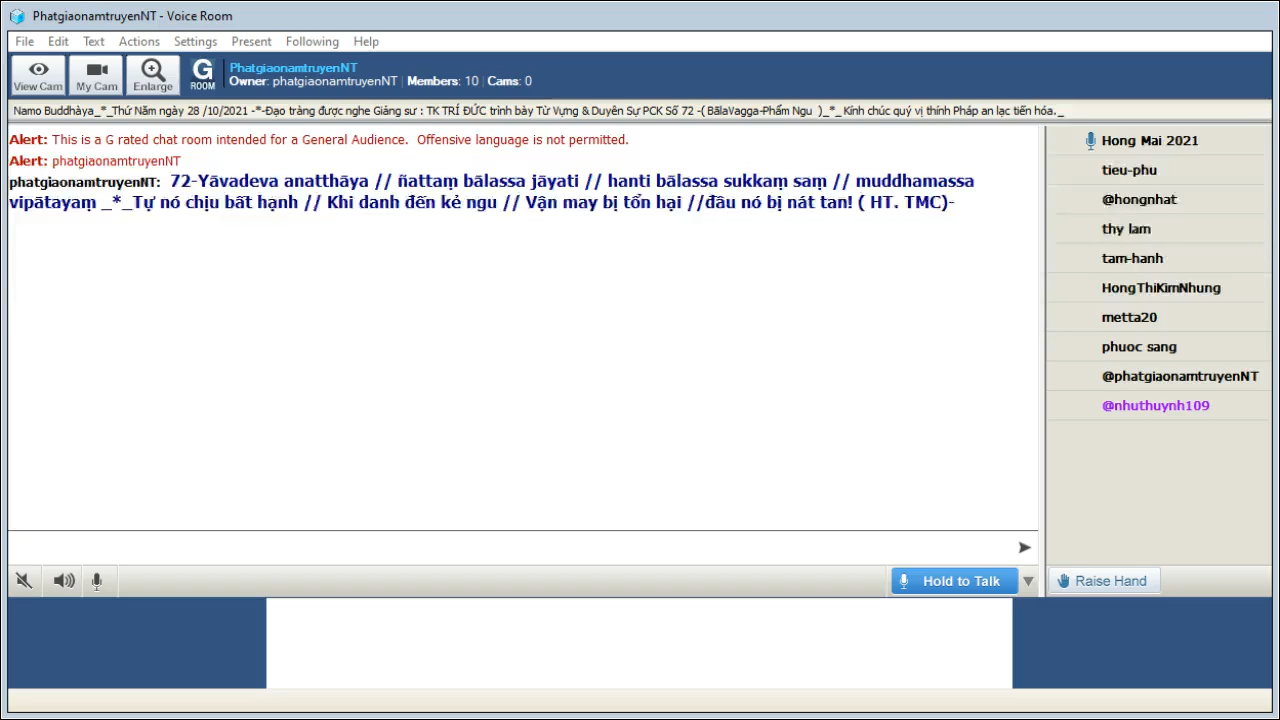 PhatgiaonamtruyenNT - Voice Room
File Edit Text Actions Settings Present Following Help
View Cam My Cam Enlarge G ROOM
PhatgiaonamtruyenNT
Owner: phatgiaonamtruyenNT | Members: 10 | Cams: 0
Namo Buddhàya_*_Thứ Năm ngày 28 /10/2021 -*-Đạo tràng được nghe Giảng sư : TK TRÍ ĐỨC trình bày Từ Vựng & Duyên Sự PCK Số 72 -( BãlaVagga-Phẩm Ngu )_*_Kính chúc quý vị thính Pháp an lạc tiến hóa._
Alert: This is a G rated chat room intended for a General Audience. Offensive language is not permitted.
Alert: phatgiaonamtruyenNT
phatgiaonamtruyenNT: 72-Yāvadeva anatthāya // ñattaṃ bālassa jāyati // hanti bālassa sukkaṃ saṃ // muddhamassa
vipātayaṃ _*_Tự nó chịu bất hạnh // Khi danh đến kẻ ngu // Vận may bị tổn hại //đầu nó bị nát tan! ( HT. TMC)-
Hong Mai 2021
tieu-phu
@hongnhat
thy lam
tam-hanh
HongThiKimNhung
metta20
phuoc sang
@phatgiaonamtruyenNT
@nhuthuynh109
Hold to Talk
Raise Hand